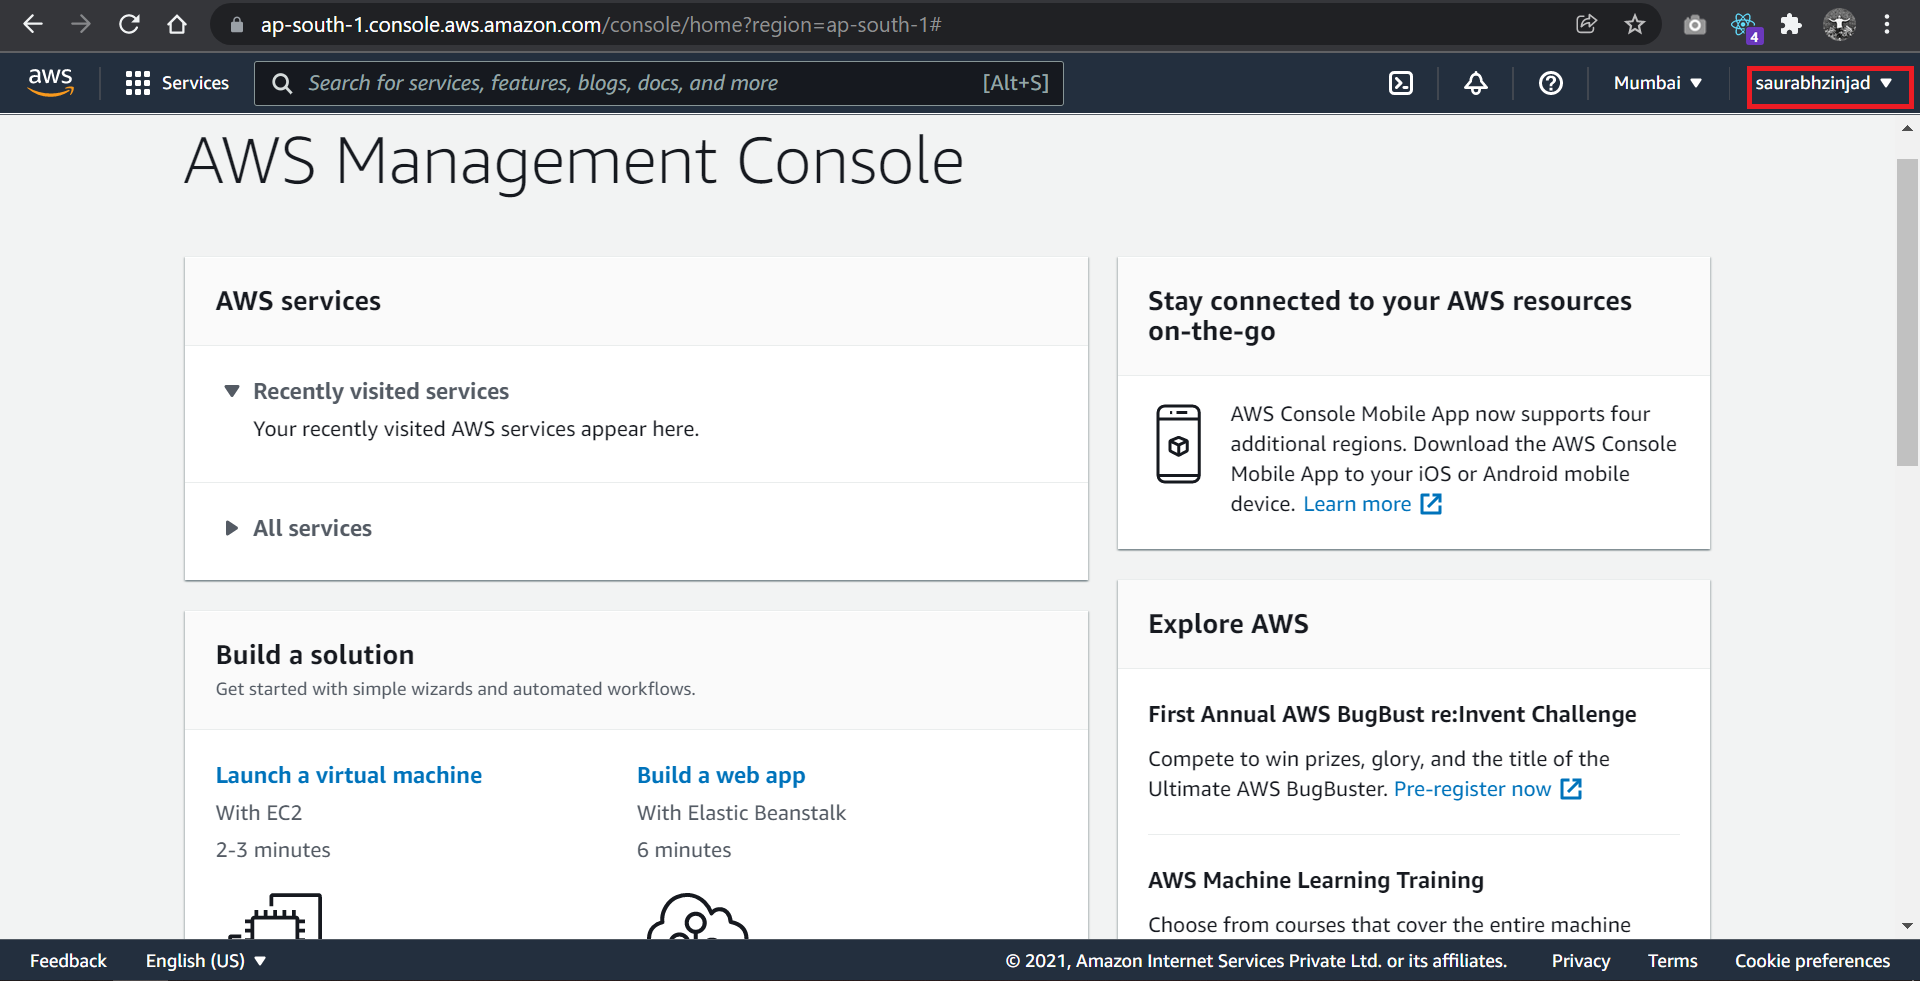 ap-south-1.console.aws.amazon.com/console/home?region=ap-south-1#
4
aws
Services
Search for services, features, blogs, docs, and more [Alt+S]
Mumbai ▼
saurabhzinjad ▼
AWS Management Console
AWS services
Recently visited services
Your recently visited AWS services appear here.
All services
Build a solution
Get started with simple wizards and automated workflows.
Launch a virtual machine
With EC2
2-3 minutes
Build a web app
With Elastic Beanstalk
6 minutes
Stay connected to your AWS resources
on-the-go
AWS Console Mobile App now supports four
additional regions. Download the AWS Console
Mobile App to your iOS or Android mobile
device. Learn more
Explore AWS
First Annual AWS BugBust re:Invent Challenge
Compete to win prizes, glory, and the title of the
Ultimate AWS BugBuster. Pre-register now
AWS Machine Learning Training
Choose from courses that cover the entire machine
Feedback
English (US) ▼
© 2021, Amazon Internet Services Private Ltd. or its affiliates.
Privacy
Terms
Cookie preferences